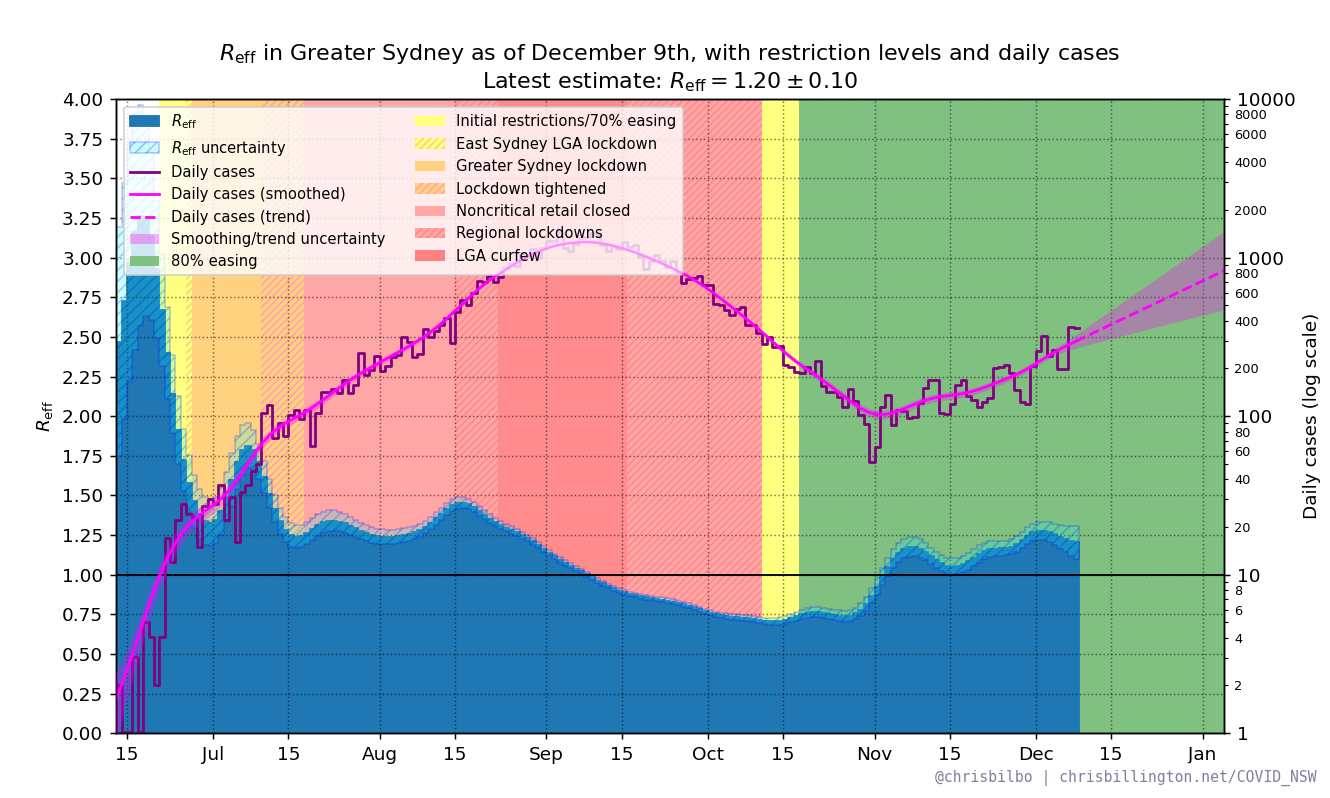 R_eff in Greater Sydney as of December 9th, with restriction levels and daily cases
Latest estimate: R_eff = 1.20 ± 0.10
R_eff
R_eff uncertainty
Daily cases
Daily cases (smoothed)
Daily cases (trend)
Smoothing/trend uncertainty
80% easing
Initial restrictions/70% easing
East Sydney LGA lockdown
Greater Sydney lockdown
Lockdown tightened
Noncritical retail closed
Regional lockdowns
LGA curfew
R_eff
4.00
3.75
3.50
3.25
3.00
2.75
2.50
2.25
2.00
1.75
1.50
1.25
1.00
0.75
0.50
0.25
0.00
10000
8000
6000
4000
2000
1000
800
600
400
200
100
80
60
40
20
10
8
6
4
2
1
Daily cases (log scale)
15 Jul 15 Aug 15 Sep 15 Oct 15 Nov 15 Dec 15 Jan
@chrisbilbo | chrisbillington.net/COVID_NSW